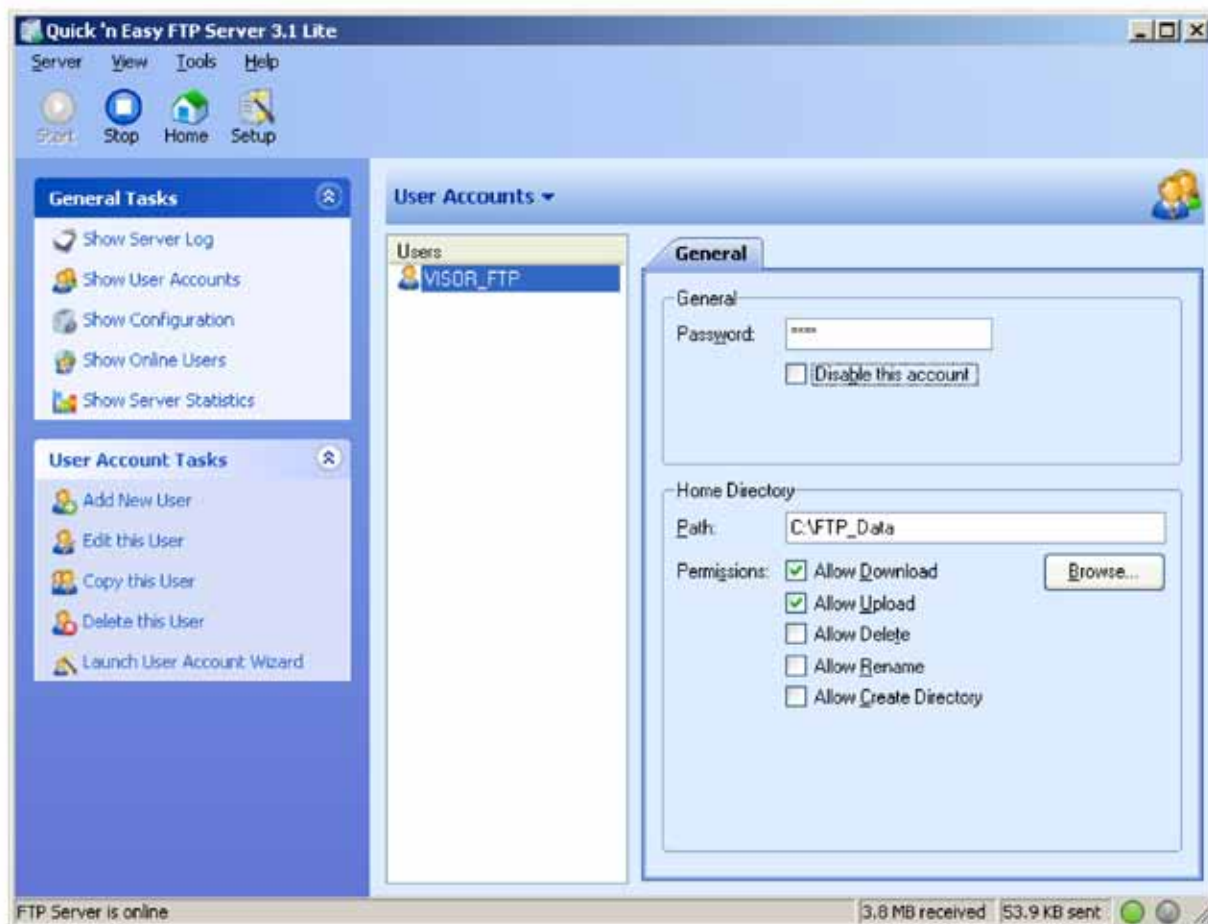 Quick 'n Easy FTP Server 3.1 Lite
Server View Tools Help
Start Stop Home Setup
General Tasks
Show Server Log
Show User Accounts
Show Configuration
Show Online Users
Show Server Statistics
User Account Tasks
Add New User
Edit this User
Copy this User
Delete this User
Launch User Account Wizard
User Accounts
Users
VISOR_FTP
General
General
Password: ****
Disable this account
Home Directory
Path: C:\FTP_Data
Permissions: Allow Download Browse...
Allow Upload
Allow Delete
Allow Rename
Allow Create Directory
FTP Server is online 3.8 MB received 53.9 KB sent